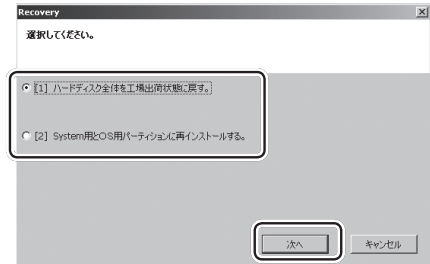 Recovery
選択してください。
[1] ハードディスク全体を工場出荷状態に戻す。
[2] System用とOS用パーティションに再インストールする。
次へ
キャンセル